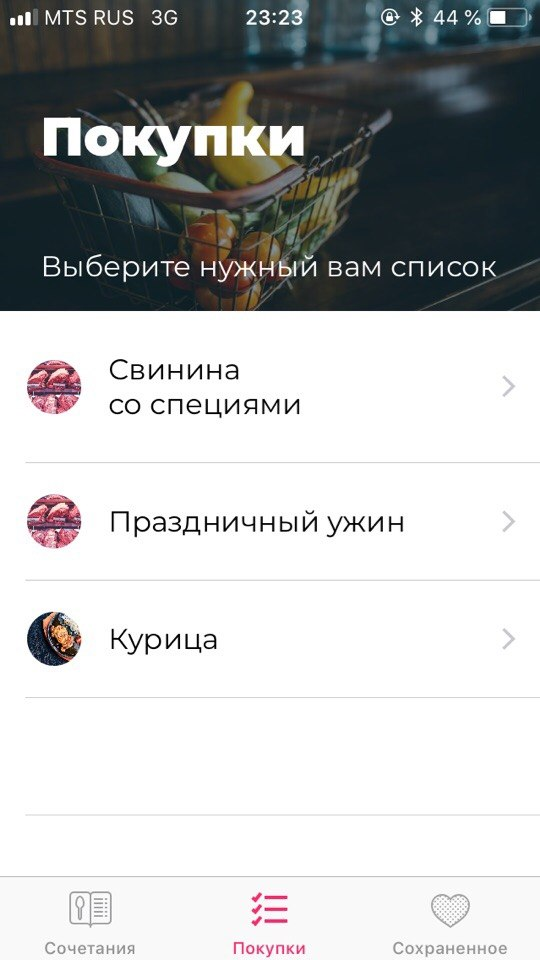 MTS RUS 3G 23:23 44 %
Покупки
Выберите нужный вам список
Свинина
со специями
Праздничный ужин
Курица
Сочетания Покупки Сохраненное